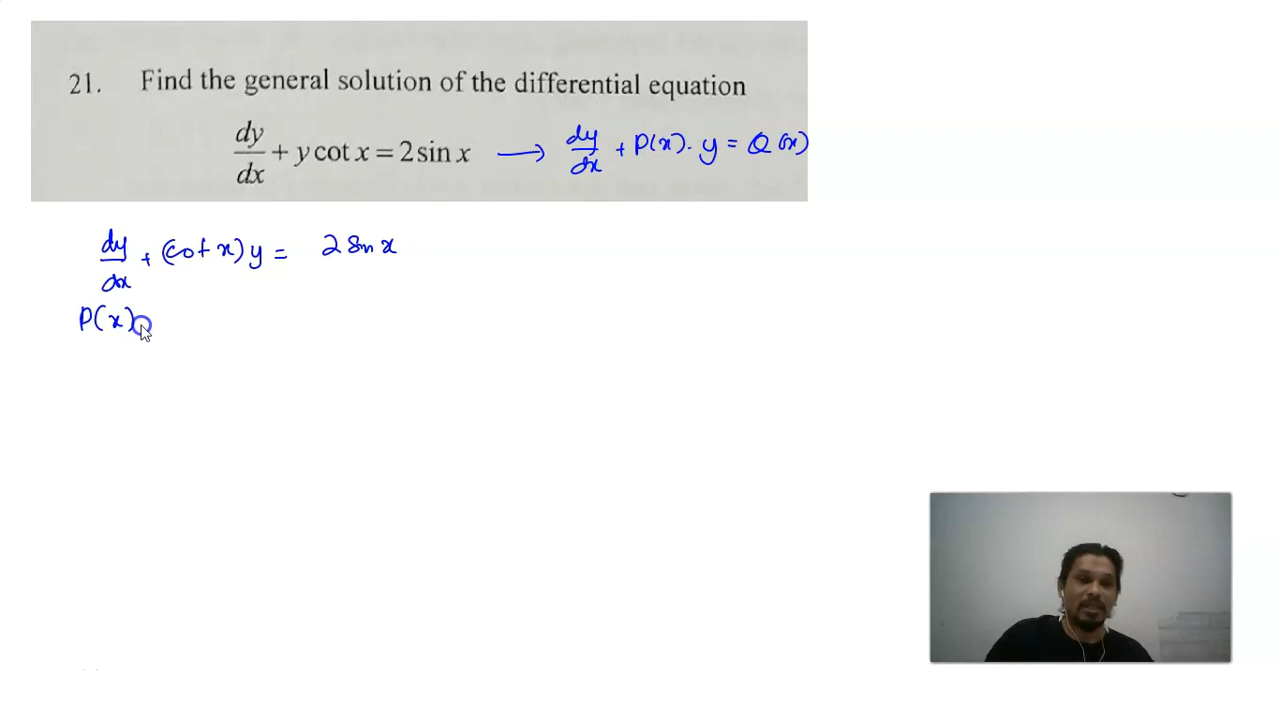 21. Find the general solution of the differential equation
dy/dx + y cot x = 2 sin x → dy/dx + P(x). y = Q(x)
dy/dx + (cot x) y = 2 Sin x
P(x)